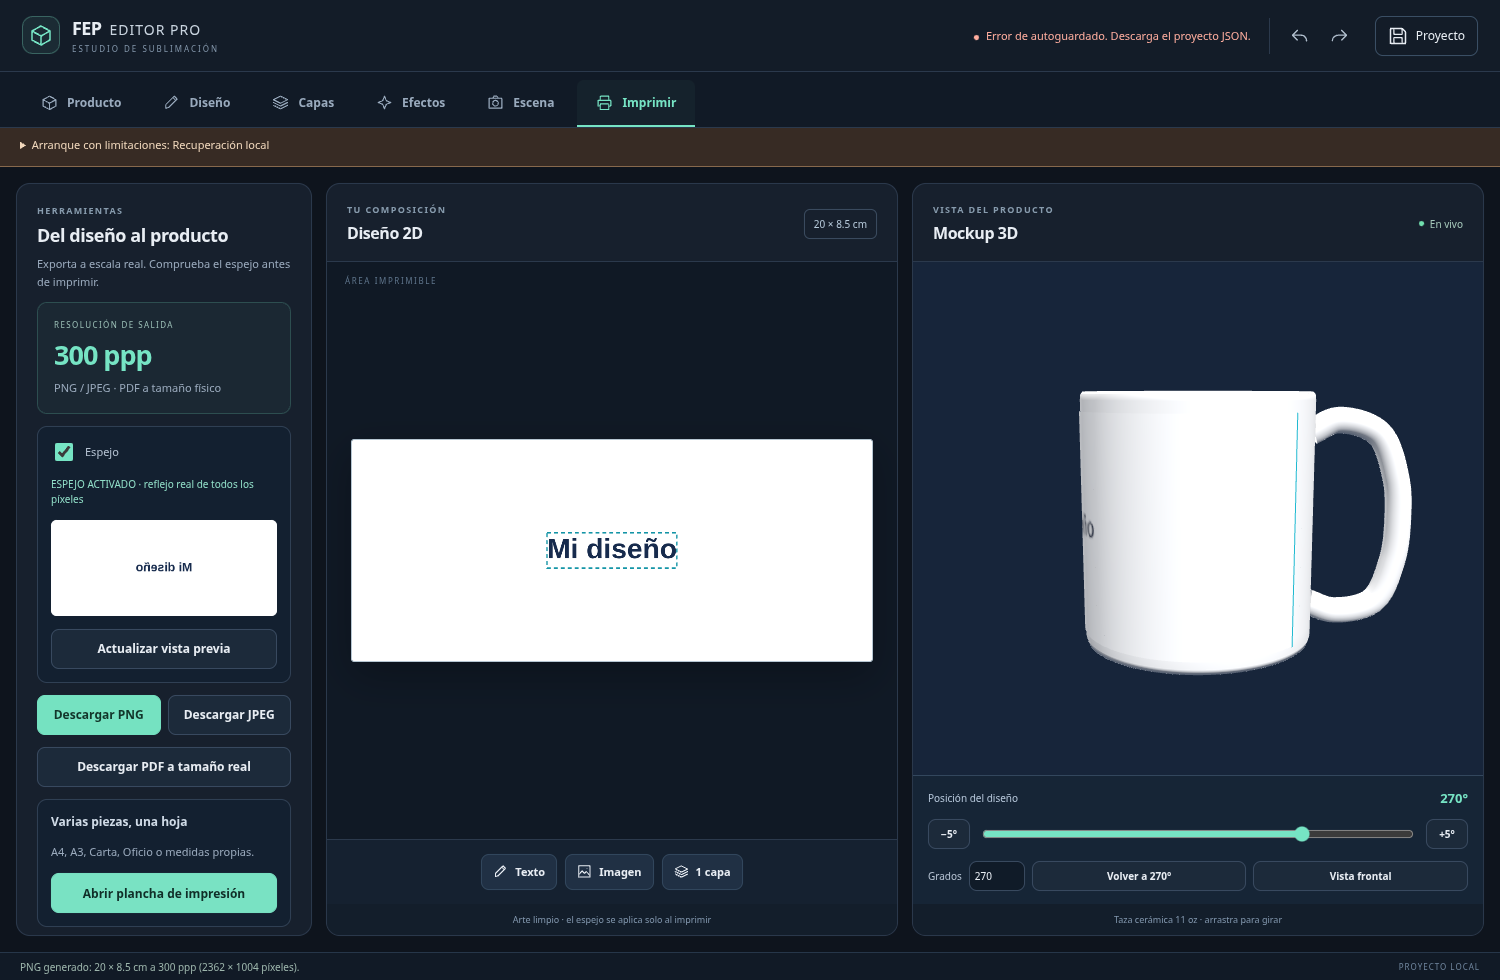 FEP EDITOR PRO
ESTUDIO DE SUBLIMACIÓN
Error de autoguardado. Descarga el proyecto JSON.
Proyecto
Producto
Diseño
Capas
Efectos
Escena
Imprimir
Arranque con limitaciones: Recuperación local
HERRAMIENTAS
Del diseño al producto
Exporta a escala real. Comprueba el espejo antes
de imprimir.
RESOLUCIÓN DE SALIDA
300 ppp
PNG / JPEG · PDF a tamaño físico
Espejo
ESPEJO ACTIVADO · reflejo real de todos los
píxeles
Mi diseño
Actualizar vista previa
Descargar PNG
Descargar JPEG
Descargar PDF a tamaño real
Varias piezas, una hoja
A4, A3, Carta, Oficio o medidas propias.
Abrir plancha de impresión
TU COMPOSICIÓN
Diseño 2D
20 × 8.5 cm
ÁREA IMPRIMIBLE
Mi diseño
Texto
Imagen
1 capa
Arte limpio · el espejo se aplica solo al imprimir
VISTA DEL PRODUCTO
Mockup 3D
En vivo
ño
Posición del diseño
270°
−5°
+5°
Grados
270
Volver a 270°
Vista frontal
Taza cerámica 11 oz · arrastra para girar
PNG generado: 20 × 8.5 cm a 300 ppp (2362 × 1004 píxeles).
PROYECTO LOCAL